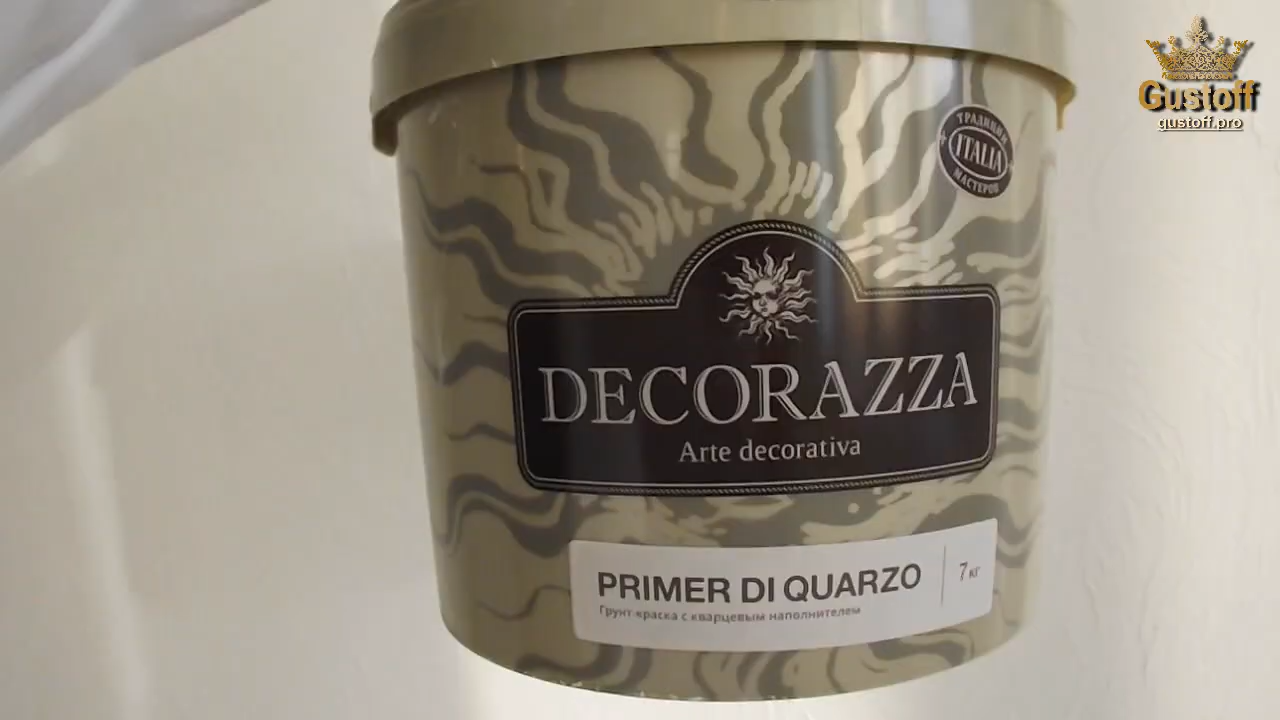 Gustoff
gustoff.pro
ТРАДИЦИИ
ITALIA
МАСТЕРОВ
DECORAZZA
Arte decorativa
PRIMER DI QUARZO
7 кг
Грунт-краска с кварцевым наполнителем